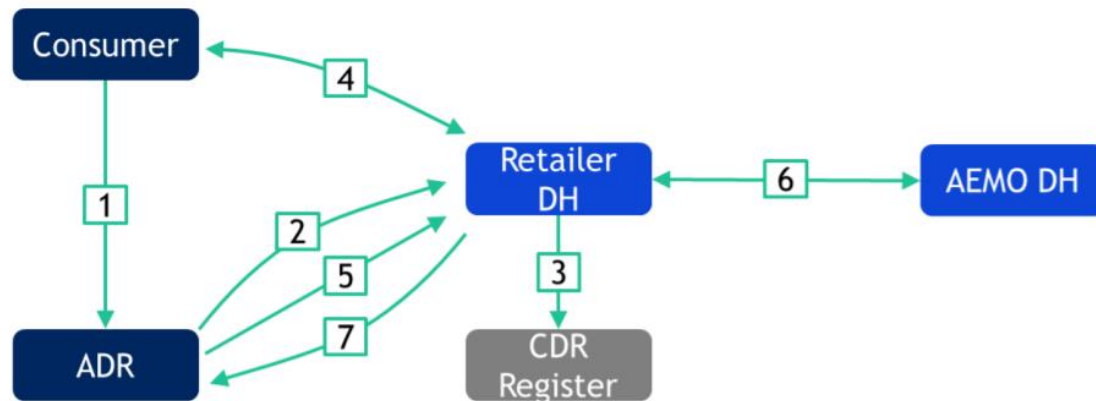 Consumer
4
Retailer
DH
6
AEMO DH
1
2
5
3
7
ADR
CDR
Register